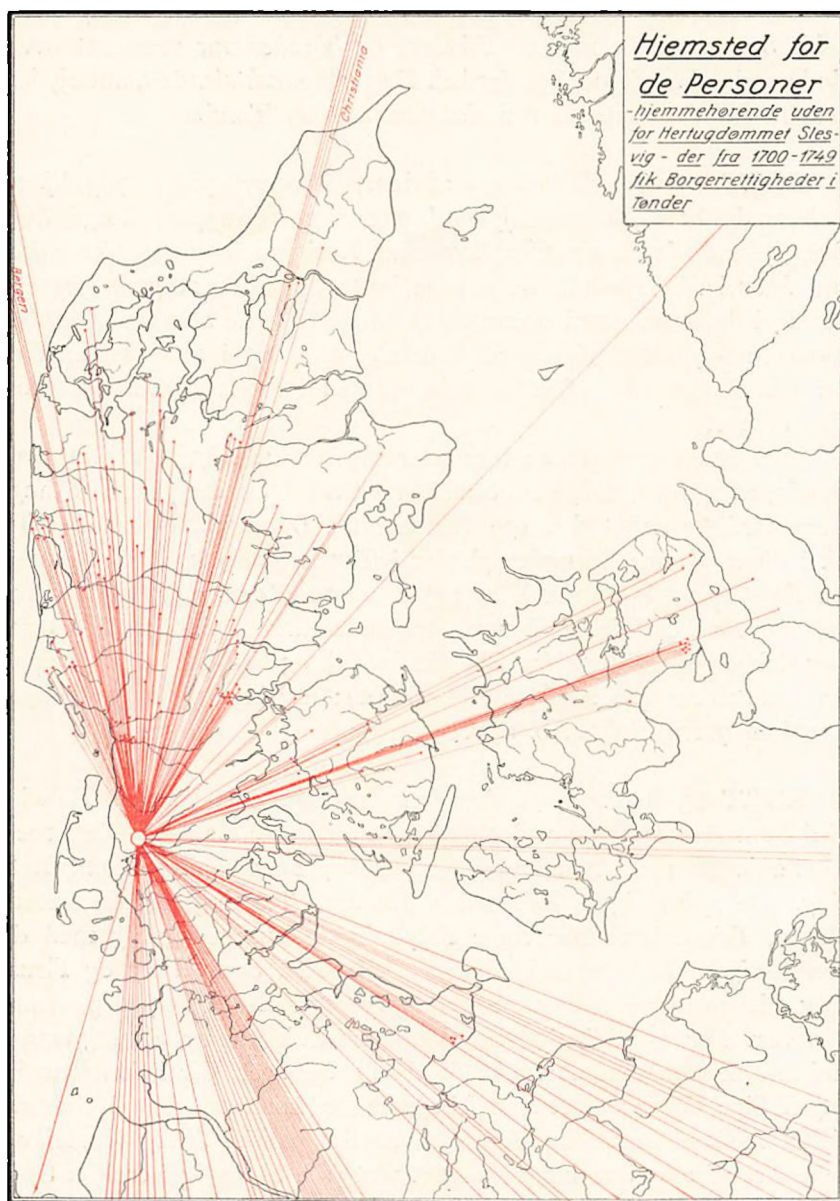 Hjemsted for
de Personer
-hjemmehørende uden
for Hertugdømmet Sles-
vig - der fra 1700-1749
fik Borgerrettigheder i
Tønder
Christiania
Bergen